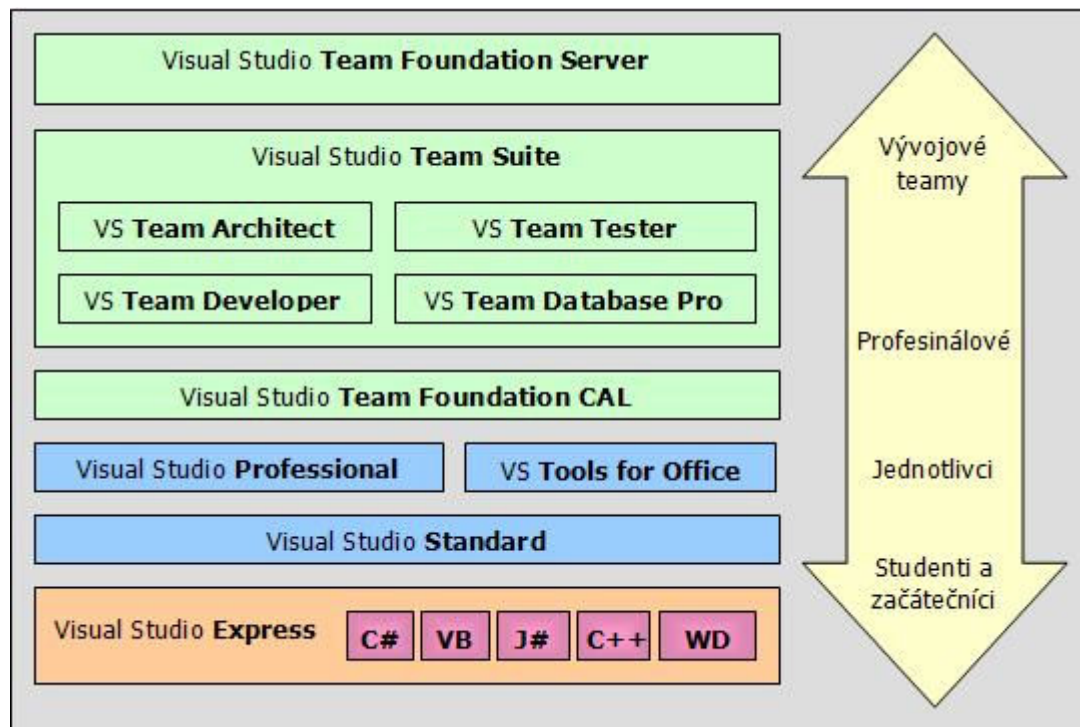 Visual Studio Team Foundation Server
Visual Studio Team Suite
VS Team Architect
VS Team Tester
VS Team Developer
VS Team Database Pro
Visual Studio Team Foundation CAL
Visual Studio Professional
VS Tools for Office
Visual Studio Standard
Visual Studio Express
C#
VB
J#
C++
WD
Vývojové
teamy
Profesinálové
Jednotlivci
Studenti a
začátečníci